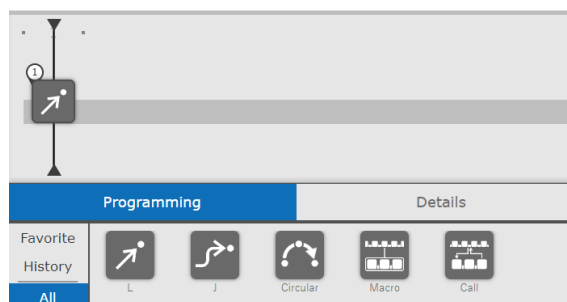 1
Programming
Details
Favorite
History
All
L
J
Circular
Macro
Call